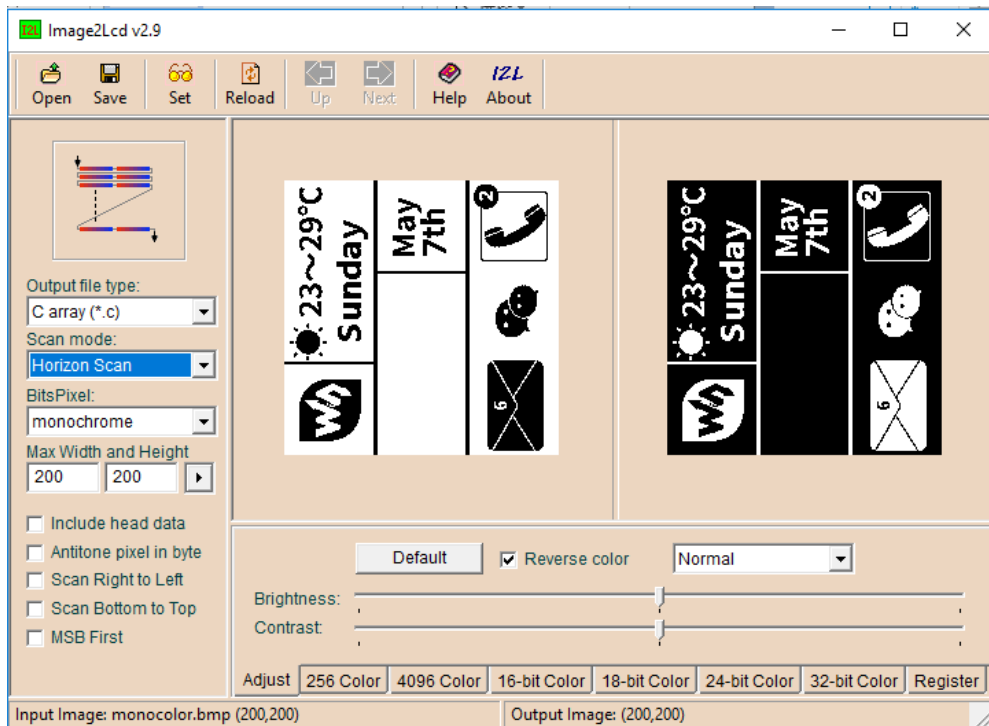 Image2Lcd v2.9
I2L
Open Save Set Reload Up Next Help About
Output file type:
C array (*.c)
Scan mode:
Horizon Scan
BitsPixel:
monochrome
Max Width and Height
200 200
Include head data
Antitone pixel in byte
Scan Right to Left
Scan Bottom to Top
MSB First
23～29°C
Sunday
May
7th
2
6
23～29°C
Sunday
May
7th
2
6
Default Reverse color Normal
Brightness:
Contrast:
Adjust 256 Color 4096 Color 16-bit Color 18-bit Color 24-bit Color 32-bit Color Register
Input Image: monocolor.bmp (200,200) Output Image: (200,200)